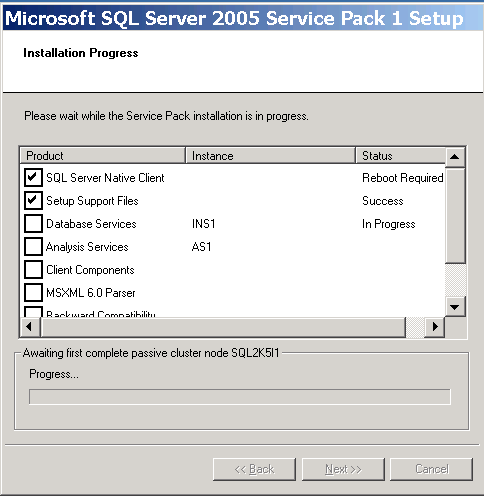 Microsoft SQL Server 2005 Service Pack 1 Setup
Installation Progress
Please wait while the Service Pack installation is in progress.
Product Instance Status
SQL Server Native Client Reboot Required
Setup Support Files Success
Database Services INS1 In Progress
Analysis Services AS1
Client Components
MSXML 6.0 Parser
Backward Compatibility
Awaiting first complete passive cluster node SQL2K5I1
Progress...
<< Back Next >> Cancel